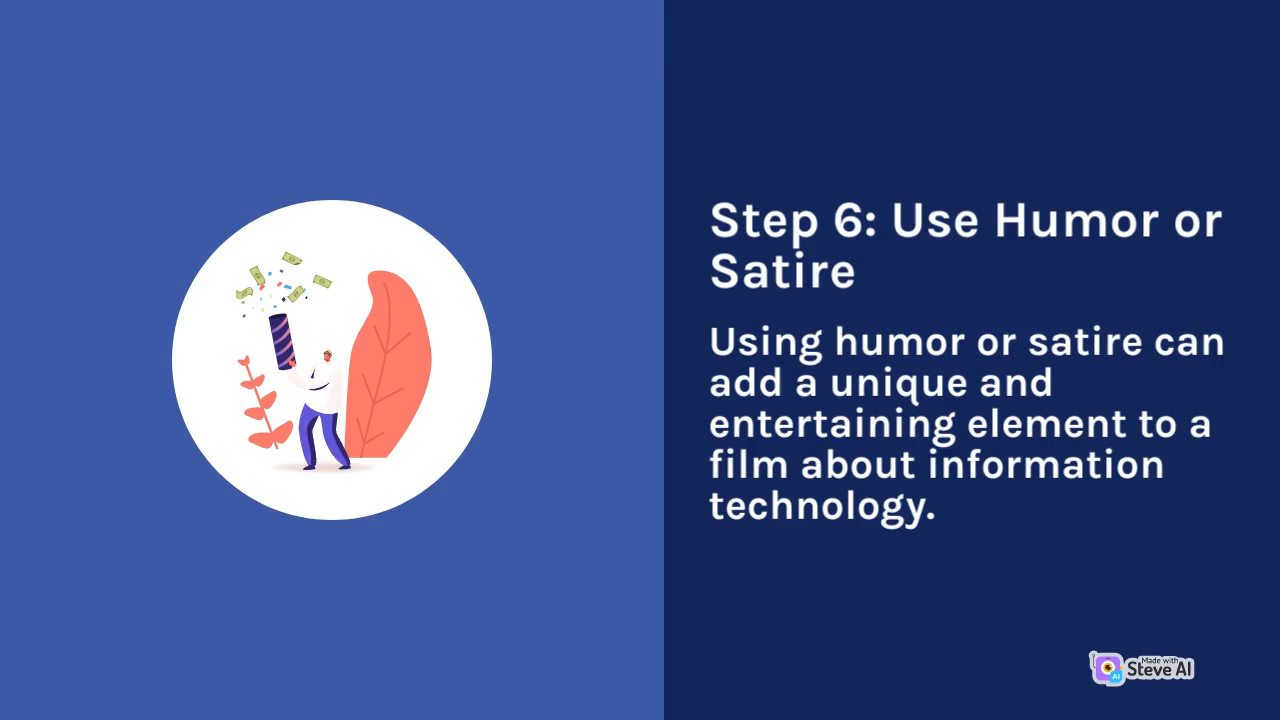 Step 6: Use Humor or
Satire
Using humor or satire can
add a unique and
entertaining element to a
film about information
technology.
Made with
Steve AI
AI